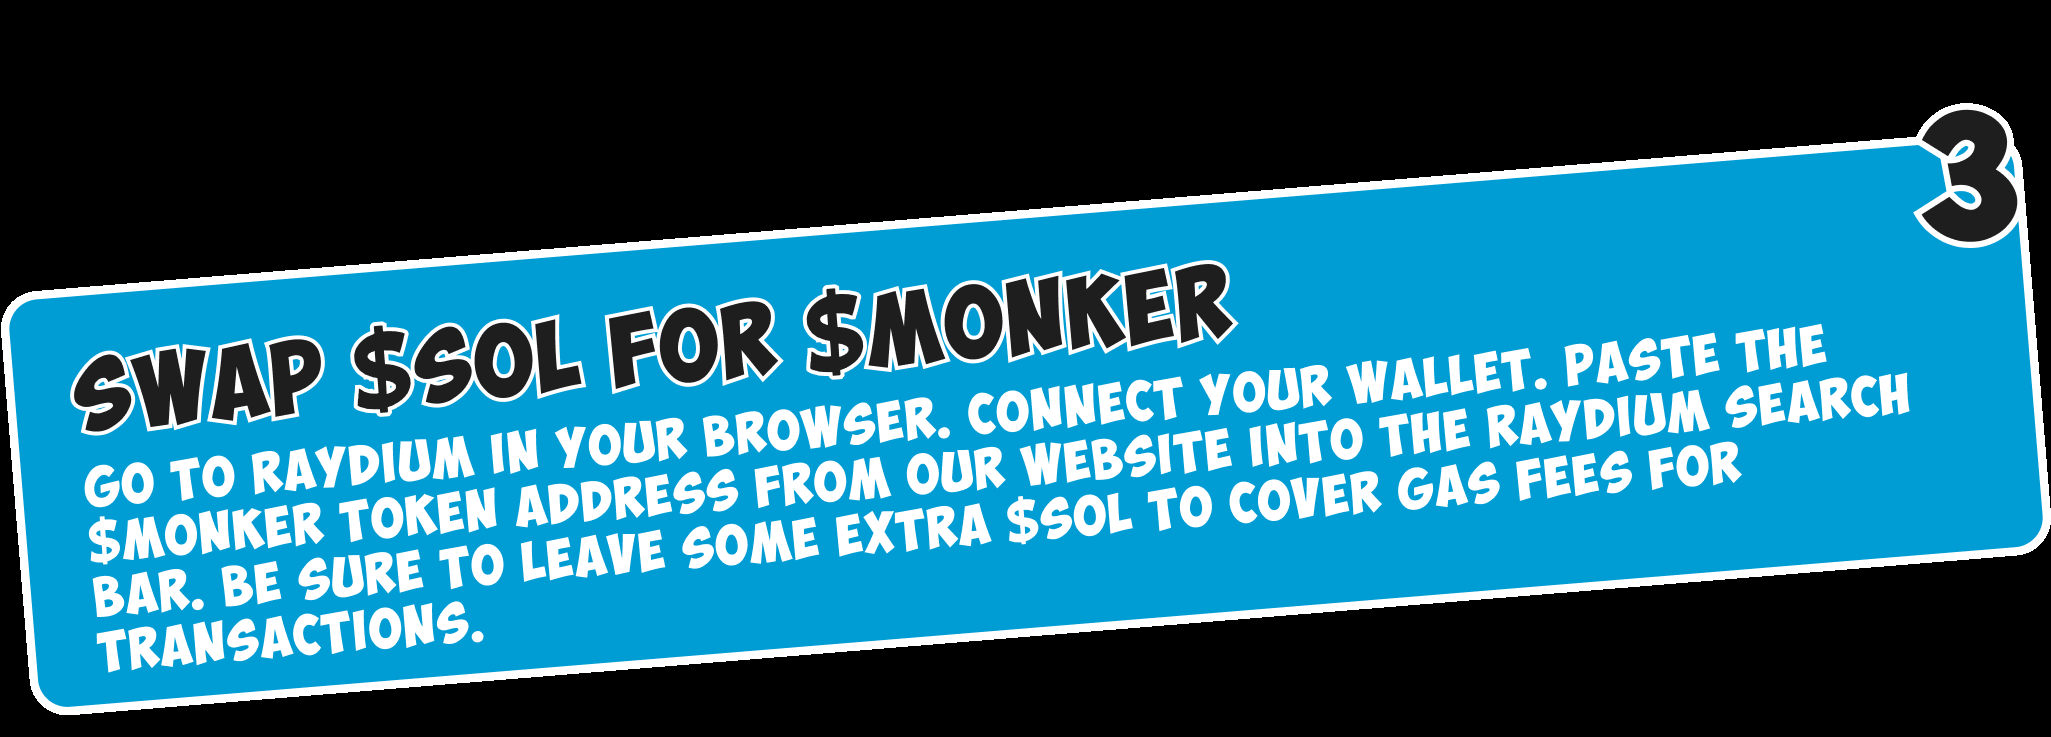 3
SWAP $SOL FOR $MONKER
GO TO RAYDIUM IN YOUR BROWSER. CONNECT YOUR WALLET. PASTE THE
$MONKER TOKEN ADDRESS FROM OUR WEBSITE INTO THE RAYDIUM SEARCH
BAR. BE SURE TO LEAVE SOME EXTRA $SOL TO COVER GAS FEES FOR
TRANSACTIONS.